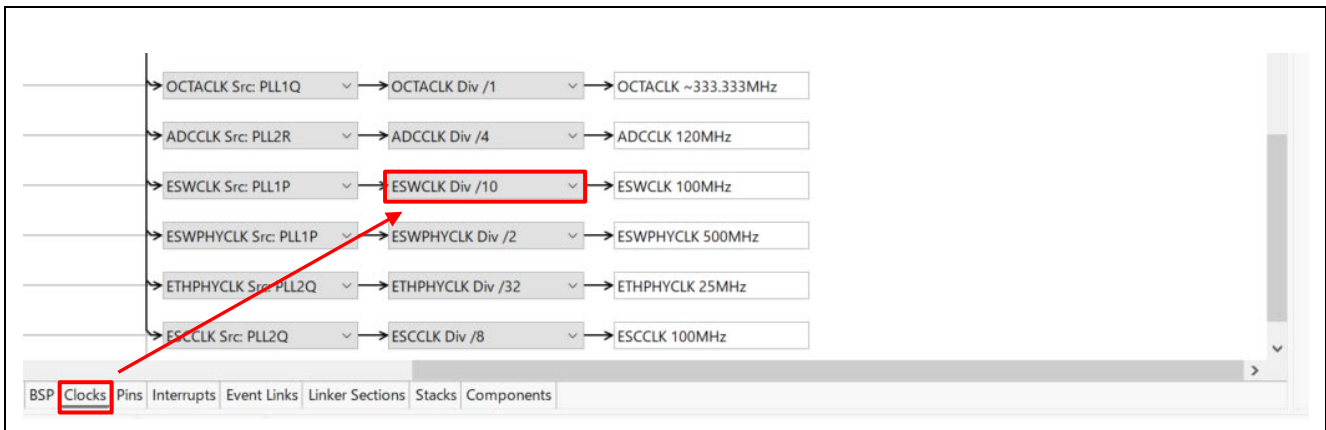 OCTACLK Src: PLL1Q OCTACLK Div /1 OCTACLK ~333.333MHz
ADCCLK Src: PLL2R ADCCLK Div /4 ADCCLK 120MHz
ESWCLK Src: PLL1P ESWCLK Div /10 ESWCLK 100MHz
ESWPHYCLK Src: PLL1P ESWPHYCLK Div /2 ESWPHYCLK 500MHz
ETHPHYCLK Src: PLL2Q ETHPHYCLK Div /32 ETHPHYCLK 25MHz
ESCCLK Src: PLL2Q ESCCLK Div /8 ESCCLK 100MHz
BSP Clocks Pins Interrupts Event Links Linker Sections Stacks Components